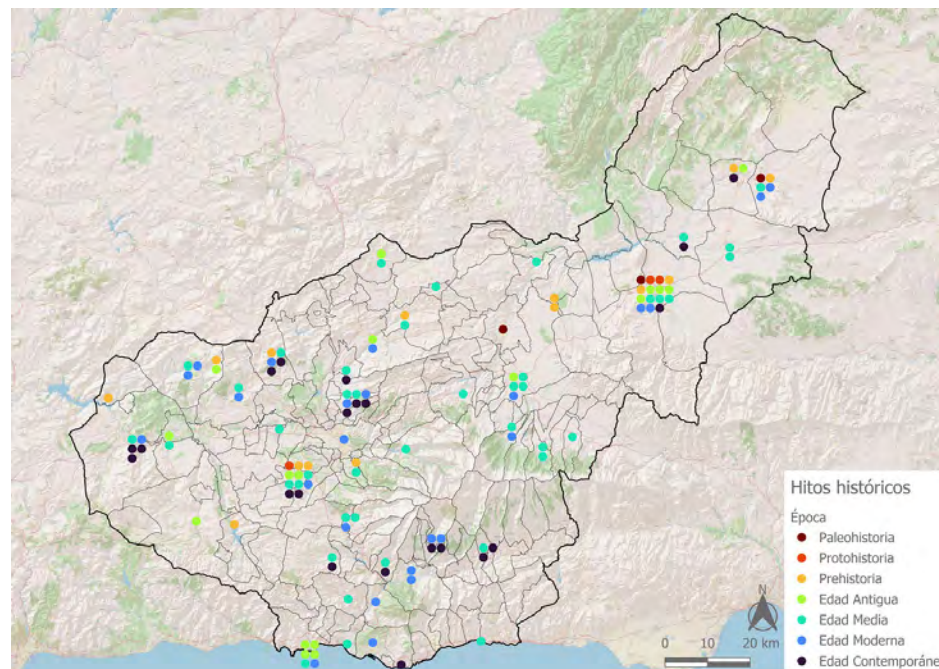 Hitos históricos
Época
Paleohistoria
Protohistoria
Prehistoria
Edad Antigua
Edad Media
Edad Moderna
Edad Contemporáne
N
0 10 20 km